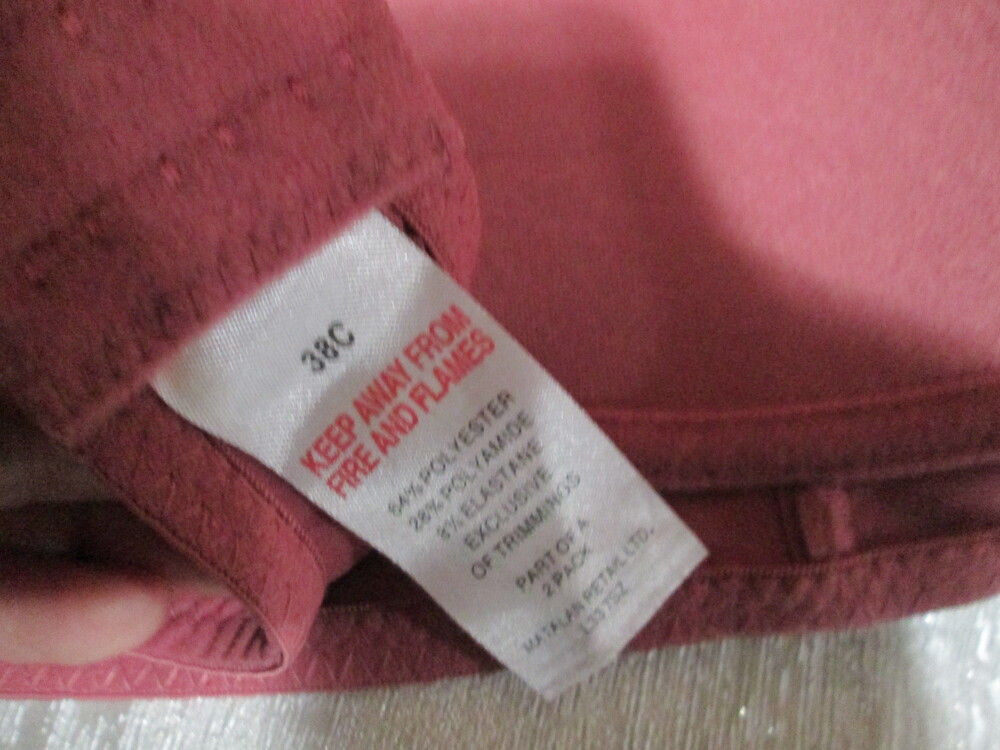 38C
KEEP AWAY FROM
FIRE AND FLAMES
64% POLYESTER
28% POLYAMIDE
8% ELASTANE
EXCLUSIVE
OF TRIMMINGS
PART OF A
2 PACK
MATALAN RETAIL LTD.